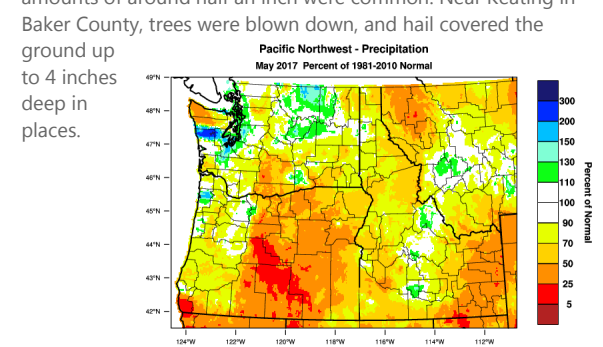 amounts of around half an inch were common. Near Keating in
Baker County, trees were blown down, and hail covered the
ground up
to 4 inches
deep in
places.
Pacific Northwest - Precipitation
May 2017 Percent of 1981-2010 Normal
49°N
48°N
47°N
46°N
45°N
44°N
43°N
42°N
124°W 122°W 120°W 118°W 116°W 114°W 112°W
300
200
150
130
110
100
90
70
50
25
5
Percent of Normal